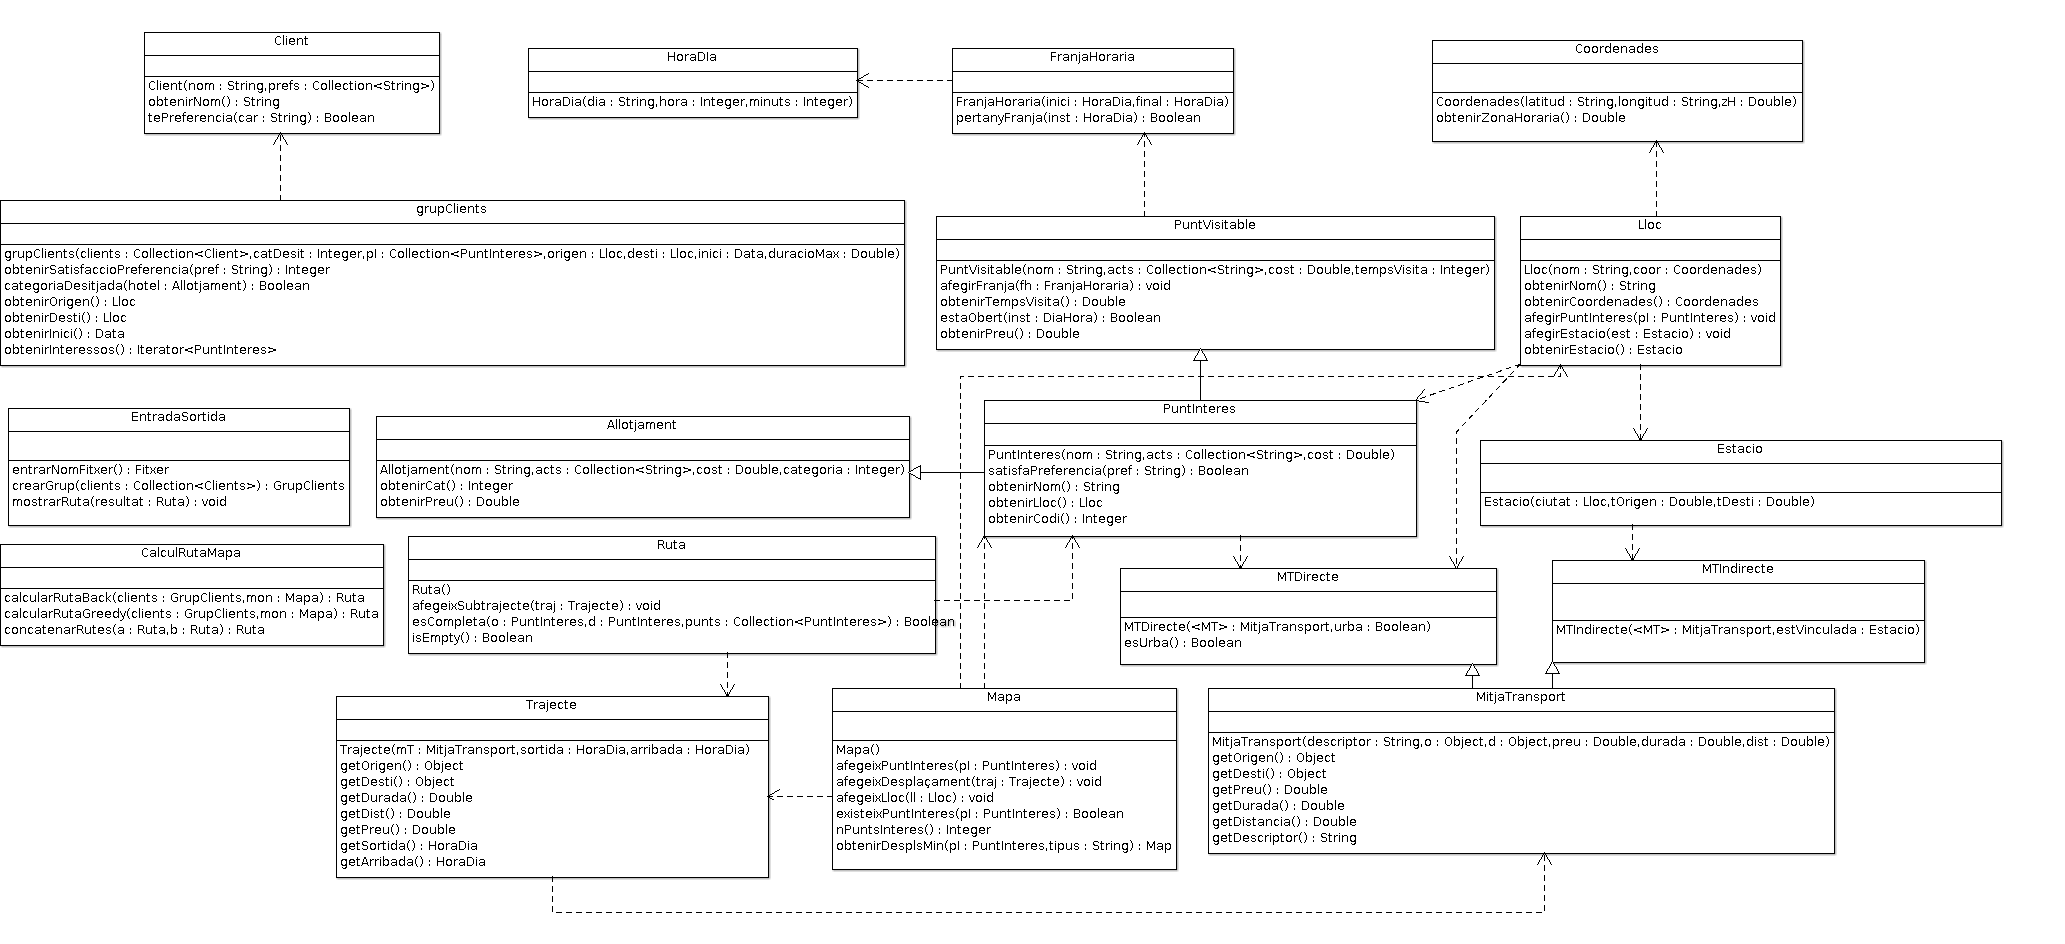 Client
Client(nom : String,prefs : Collection<String>)
obtenirNom() : String
tePreferencia(car : String) : Boolean
HoraDIa
HoraDia(dia : String,hora : Integer,minuts : Integer)
FranjaHoraria
FranjaHoraria(inici : HoraDia,final : HoraDia)
pertanyFranja(inst : HoraDia) : Boolean
Coordenades
Coordenades(latitud : String,longitud : String,zH : Double)
obtenirZonaHoraria() : Double
grupClients
grupClients(clients : Collection<Client>,catDesit : Integer,pI : Collection<PuntInteres>,origen : Lloc,desti : Lloc,inici : Data,duracioMax : Double)
obtenirSatisfaccioPreferencia(pref : String) : Integer
categoriaDesitjada(hotel : Allotjament) : Boolean
obtenirOrigen() : Lloc
obtenirDesti() : Lloc
obtenirInici() : Data
obtenirInteressos() : Iterator<PuntInteres>
PuntVisitable
PuntVisitable(nom : String,acts : Collection<String>,cost : Double,tempsVisita : Integer)
afegirFranja(fh : FranjaHoraria) : void
obtenirTempsVisita() : Double
estaObert(inst : DiaHora) : Boolean
obtenirPreu() : Double
Lloc
Lloc(nom : String,coor : Coordenades)
obtenirNom() : String
obtenirCoordenades() : Coordenades
afegirPuntInteres(pI : PuntInteres) : void
afegirEstacio(est : Estacio) : void
obtenirEstacio() : Estacio
EntradaSortida
entrarNomFitxer() : Fitxer
crearGrup(clients : Collection<Clients>) : GrupClients
mostrarRuta(resultat : Ruta) : void
Allotjament
Allotjament(nom : String,acts : Collection<String>,cost : Double,categoria : Integer)
obtenirCat() : Integer
obtenirPreu() : Double
PuntInteres
PuntInteres(nom : String,acts : Collection<String>,cost : Double)
satisfaPreferencia(pref : String) : Boolean
obtenirNom() : String
obtenirLloc() : Lloc
obtenirCodi() : Integer
Estacio
Estacio(ciutat : Lloc,tOrigen : Double,tDesti : Double)
CalculRutaMapa
calcularRutaBack(clients : GrupClients,mon : Mapa) : Ruta
calcularRutaGreedy(clients : GrupClients,mon : Mapa) : Ruta
concatenarRutes(a : Ruta,b : Ruta) : Ruta
Ruta
Ruta()
afegeixSubtrajecte(traj : Trajecte) : void
esCompleta(o : PuntInteres,d : PuntInteres,punts : Collection<PuntInteres>) : Boolean
isEmpty() : Boolean
MTDirecte
MTDirecte(<MT> : MitjaTransport,urba : Boolean)
esUrba() : Boolean
MTIndirecte
MTIndirecte(<MT> : MitjaTransport,estVinculada : Estacio)
Trajecte
Trajecte(mT : MitjaTransport,sortida : HoraDia,arribada : HoraDia)
getOrigen() : Object
getDesti() : Object
getDurada() : Double
getDist() : Double
getPreu() : Double
getSortida() : HoraDia
getArribada() : HoraDia
Mapa
Mapa()
afegeixPuntInteres(pI : PuntInteres) : void
afegeixDesplaçament(traj : Trajecte) : void
afegeixLloc(ll : Lloc) : void
existeixPuntInteres(pI : PuntInteres) : Boolean
nPuntsInteres() : Integer
obtenirDesplsMin(pI : PuntInteres,tipus : String) : Map
MitjaTransport
MitjaTransport(descriptor : String,o : Object,d : Object,preu : Double,durada : Double,dist : Double)
getOrigen() : Object
getDesti() : Object
getPreu() : Double
getDurada() : Double
getDistancia() : Double
getDescriptor() : String